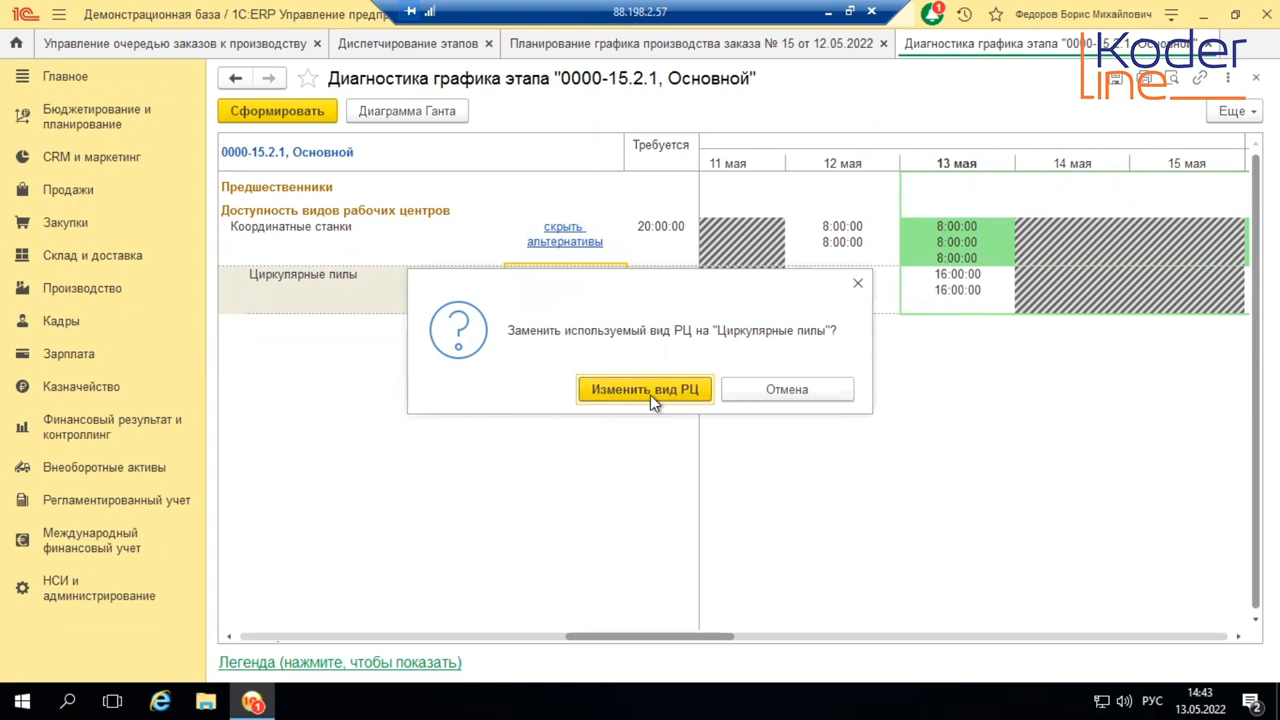 Демонстрационная база / 1С:ERP Управление предпр
88.198.2.57
1
Федоров Борис Михайлович
Управление очередью заказов к производству
Диспетчирование этапов
Планирование графика производства заказа № 15 от 12.05.2022
Диагностика графика этапа "0000-15.2.1, Основной"
Koder
line
Главное
Бюджетирование и
планирование
CRM и маркетинг
Продажи
Закупки
Склад и доставка
Производство
Кадры
Зарплата
Казначейство
Финансовый результат и
контроллинг
Внеоборотные активы
Регламентированный учет
Международный
финансовый учет
НСИ и
администрирование
Диагностика графика этапа "0000-15.2.1, Основной"
Сформировать
Диаграмма Ганта
Еще
0000-15.2.1, Основной
Требуется
11 мая
12 мая
13 мая
14 мая
15 мая
Предшественники
Доступность видов рабочих центров
Координатные станки
скрыть
альтернативы
20:00:00
8:00:00
8:00:00
8:00:00
8:00:00
8:00:00
Циркулярные пилы
16:00:00
16:00:00
Заменить используемый вид РЦ на "Циркулярные пилы"?
Изменить вид РЦ
Отмена
Легенда (нажмите, чтобы показать)
1
РУС
14:43
13.05.2022
2